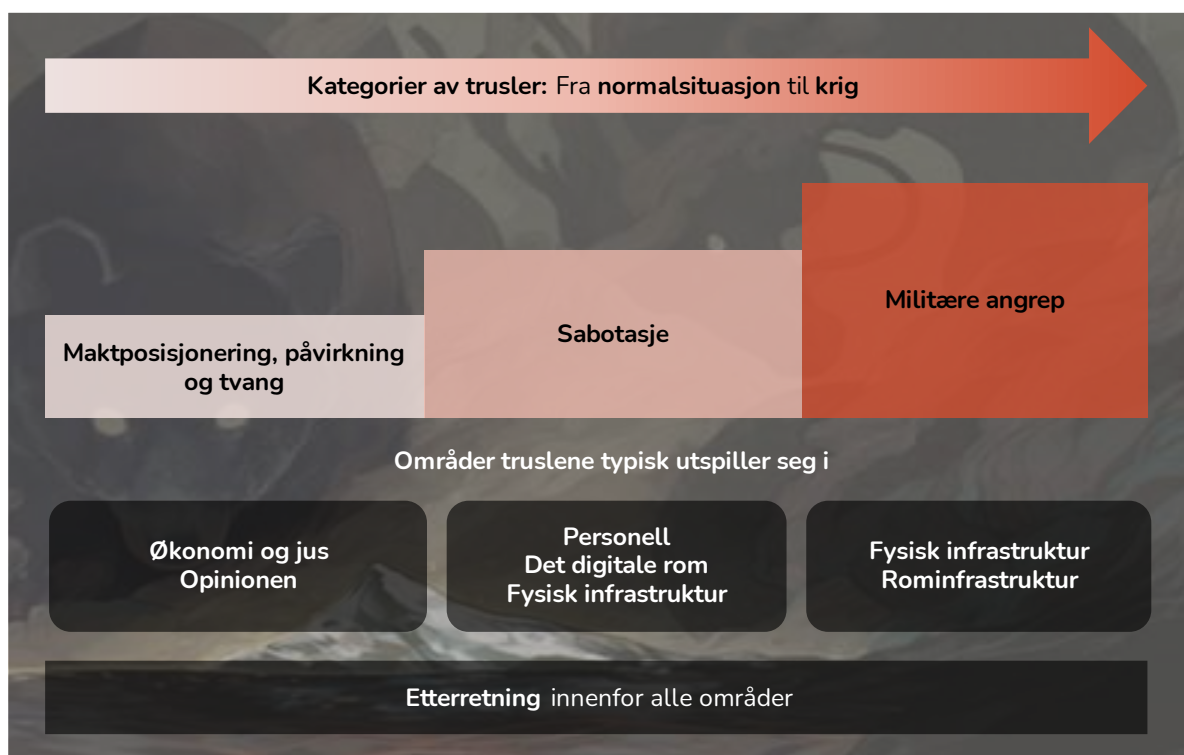 Kategorier av trusler: Fra normalsituasjon til krig
Militære angrep
Sabotasje
Maktposisjonering, påvirkning
og tvang
Områder truslene typisk utspiller seg i
Økonomi og jus
Opinionen
Personell
Det digitale rom
Fysisk infrastruktur
Fysisk infrastruktur
Rominfrastruktur
Etterretning innenfor alle områder